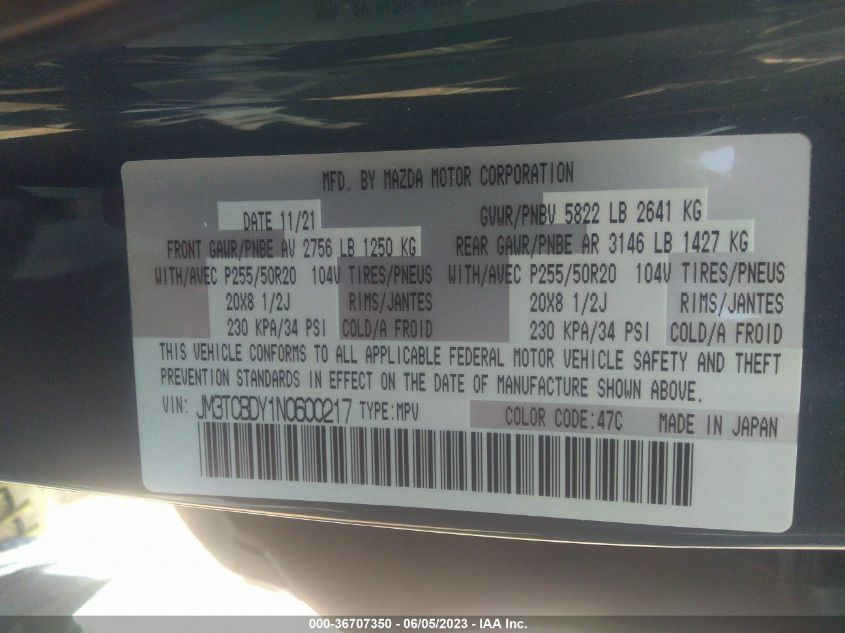 MFD. BY MAZDA MOTOR CORPORATION
DATE 11/21 GVWR/PNBV 5822 LB 2641 KG
FRONT GAWR/PNBE AV 2756 LB 1250 KG REAR GAWR/PNBE AR 3146 LB 1427 KG
WITH/AVEC P255/50R20 104V TIRES/PNEUS WITH/AVEC P255/50R20 104V TIRES/PNEUS
20X8 1/2J RIMS/JANTES 20X8 1/2J RIMS/JANTES
230 KPA/34 PSI COLD/A FROID 230 KPA/34 PSI COLD/A FROID
THIS VEHICLE CONFORMS TO ALL APPLICABLE FEDERAL MOTOR VEHICLE SAFETY AND THEFT
PREVENTION STANDARDS IN EFFECT ON THE DATE OF MANUFACTURE SHOWN ABOVE.
VIN: JM3TCBDY1N0600217 TYPE:MPV COLOR CODE:47C MADE IN JAPAN
000-36707350 - 06/05/2023 - IAA Inc.